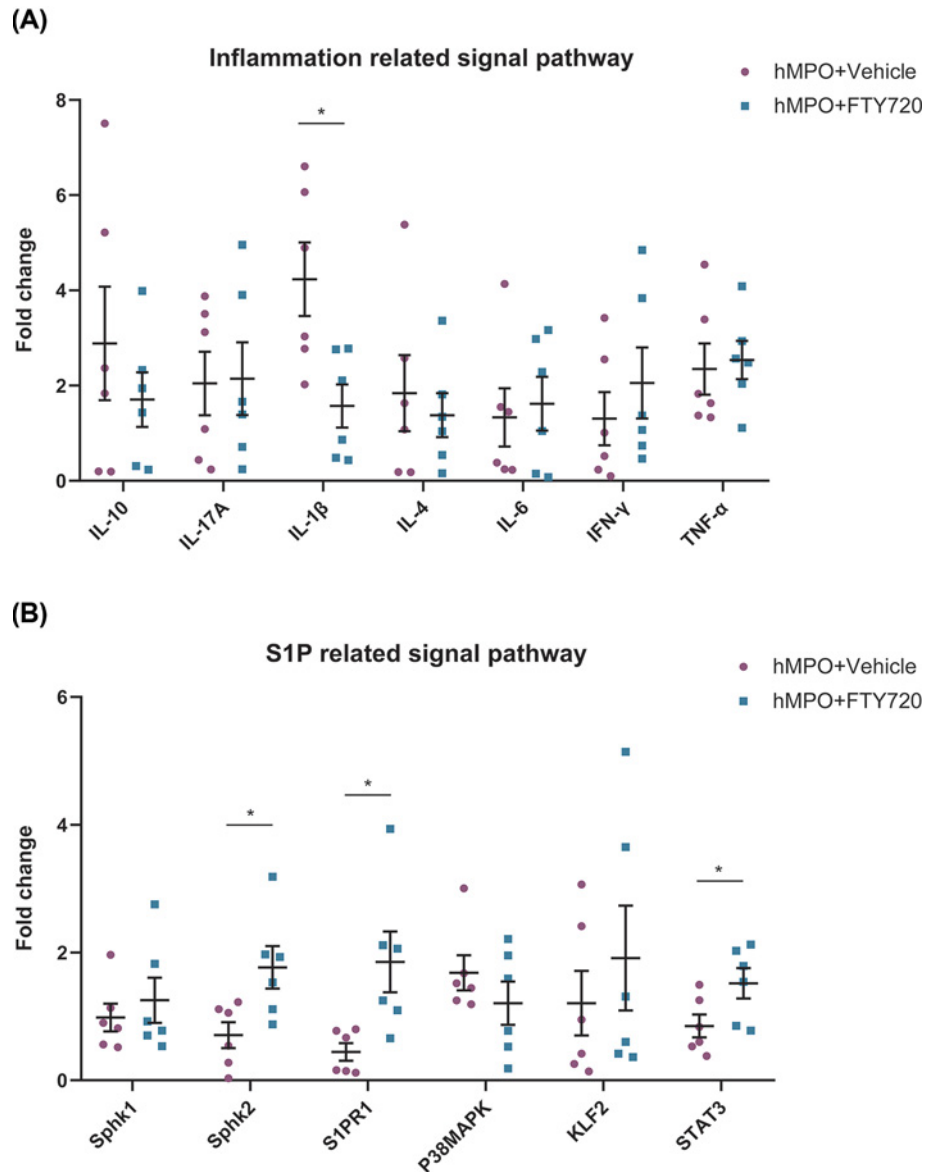 (A)
Inflammation related signal pathway
hMPO+Vehicle
hMPO+FTY720
Fold change
8
6
4
2
0
*
IL-10
IL-17A
IL-1β
IL-4
IL-6
IFN-γ
TNF-α
(B)
S1P related signal pathway
hMPO+Vehicle
hMPO+FTY720
Fold change
6
4
2
0
*
*
*
Sphk1
Sphk2
S1PR1
P38MAPK
KLF2
STAT3